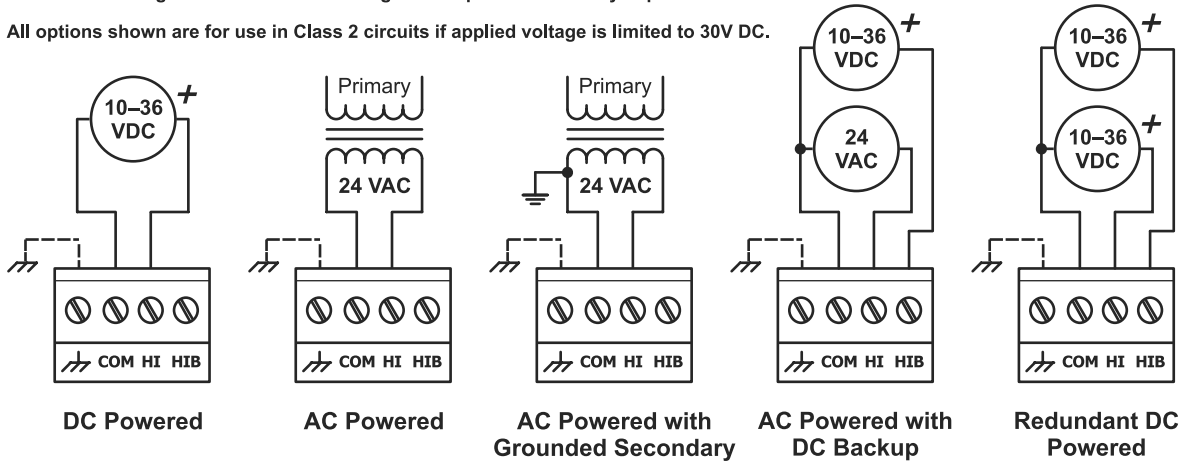 All options shown are for use in Class 2 circuits if applied voltage is limited to 30V DC.
10–36
VDC
+
COM HI HIB
DC Powered
Primary
24 VAC
COM HI HIB
AC Powered
Primary
24 VAC
COM HI HIB
AC Powered with
Grounded Secondary
10–36
VDC
+
24
VAC
COM HI HIB
AC Powered with
DC Backup
10–36
VDC
+
10–36
VDC
+
COM HI HIB
Redundant DC
Powered